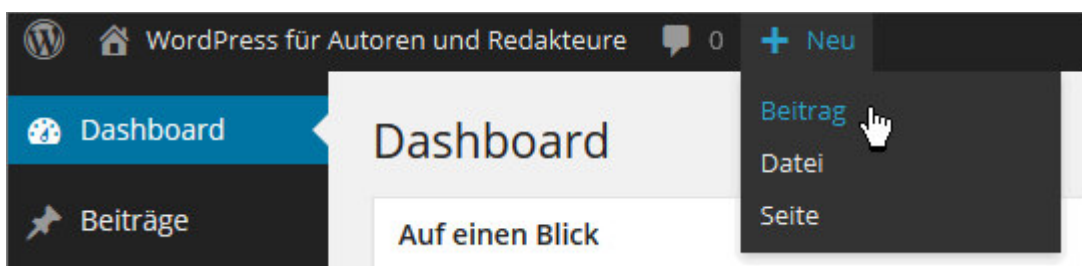 WordPress für Autoren und Redakteure 0 Neu
Dashboard
Beiträge
Dashboard
Auf einen Blick
Beitrag
Datei
Seite